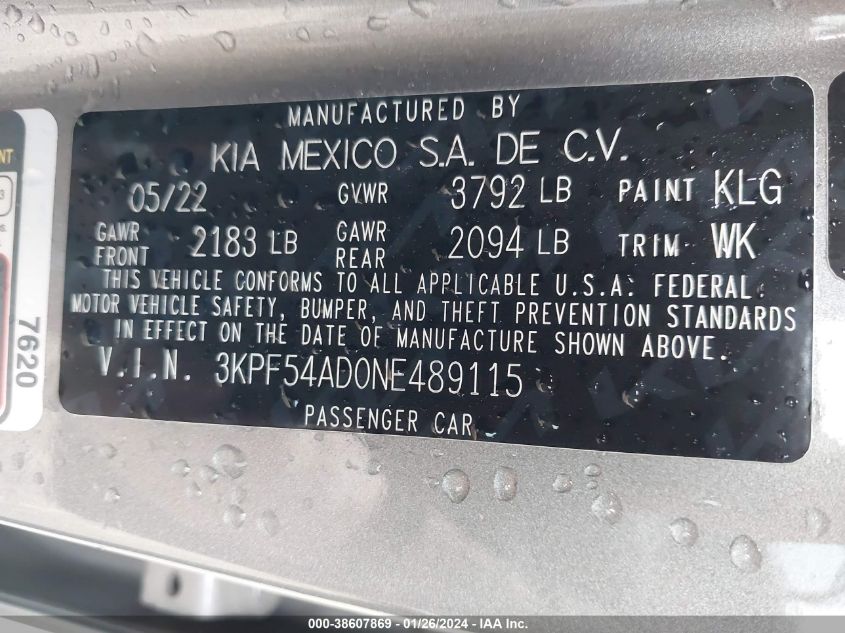 MANUFACTURED BY
KIA MEXICO S.A. DE C.V.
05/22 GVWR 3792 LB PAINT KLG
GAWR FRONT 2183 LB GAWR REAR 2094 LB TRIM WK
THIS VEHICLE CONFORMS TO ALL APPLICABLE U.S.A. FEDERAL
MOTOR VEHICLE SAFETY, BUMPER, AND THEFT PREVENTION STANDARDS
IN EFFECT ON THE DATE OF MANUFACTURE SHOWN ABOVE.
V.I.N. 3KPF54AD0NE489115
PASSENGER CAR
7620
000-38607869 - 01/26/2024 - IAA Inc.